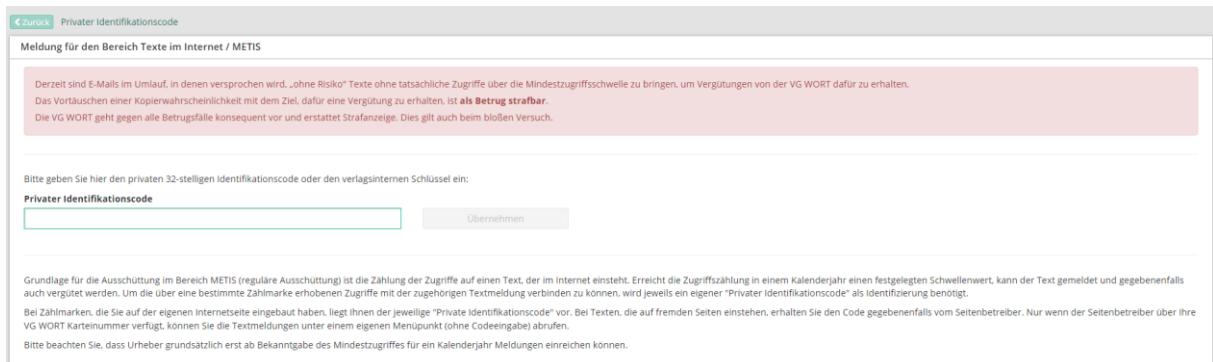 Zurück Privater Identifikationscode
Meldung für den Bereich Texte im Internet / METIS
Derzeit sind E-Mails im Umlauf, in denen versprochen wird, „ohne Risiko“ Texte ohne tatsächliche Zugriffe über die Mindestzugriffsschwelle zu bringen, um Vergütungen von der VG WORT dafür zu erhalten.
Das Vortäuschen einer Kopierwahrscheinlichkeit mit dem Ziel, dafür eine Vergütung zu erhalten, ist als Betrug strafbar.
Die VG WORT geht gegen alle Betrugsfälle konsequent vor und erstattet Strafanzeige. Dies gilt auch beim bloßen Versuch.
Bitte geben Sie hier den privaten 32-stelligen Identifikationscode oder den verlagsinternen Schlüssel ein:
Privater Identifikationscode
Übernehmen
Grundlage für die Ausschüttung im Bereich METIS (reguläre Ausschüttung) ist die Zählung der Zugriffe auf einen Text, der im Internet einsteht. Erreicht die Zugriffszählung in einem Kalenderjahr einen festgelegten Schwellenwert, kann der Text gemeldet und gegebenenfalls
auch vergütet werden. Um die über eine bestimmte Zählmarke erhobenen Zugriffe mit der zugehörigen Textmeldung verbinden zu können, wird jeweils ein eigener "Privater Identifikationscode" als Identifizierung benötigt.
Bei Zählmarken, die Sie auf der eigenen Internetseite eingebaut haben, liegt Ihnen der jeweilige "Private Identifikationscode" vor. Bei Texten, die auf fremden Seiten einstehen, erhalten Sie den Code gegebenenfalls vom Seitenbetreiber. Nur wenn der Seitenbetreiber über Ihre
VG WORT Karteinummer verfügt, können Sie die Textmeldungen unter einem eigenen Menüpunkt (ohne Codeeingabe) abrufen.
Bitte beachten Sie, dass Urheber grundsätzlich erst ab Bekanntgabe des Mindestzugriffes für ein Kalenderjahr Meldungen einreichen können.